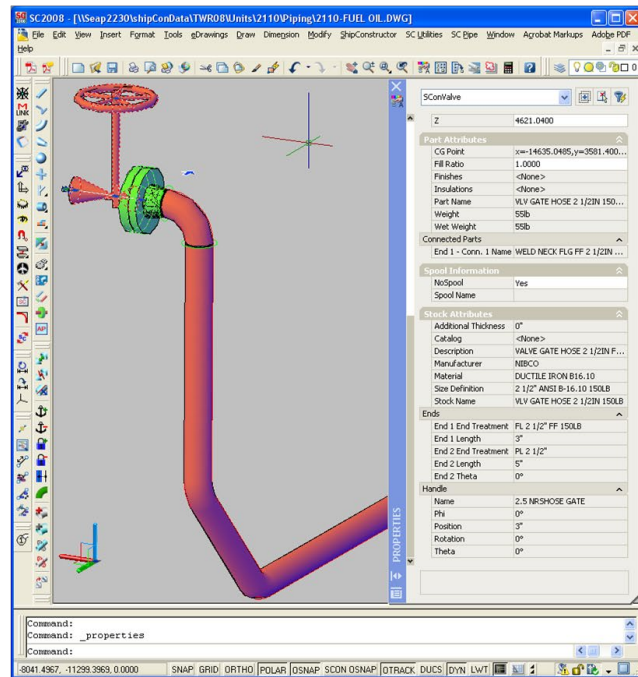 SC2008 - [\\Seap2230\shipConData\TWR08\Units\2110\Piping\2110-FUEL OIL.DWG]
File Edit View Insert Format Tools eDrawings Draw Dimension Modify ShipConstructor SC Utilities SC Pipe Window Acrobat Markups Adobe PDF
Help
SConValve
Z 4621.0400
Part Attributes
CG Point x=-14635.0485,y=3581.400...
Fill Ratio 1.0000
Finishes <None>
Insulations <None>
Part Name VLV GATE HOSE 2 1/2IN 150...
Weight 55lb
Wet Weight 55lb
Connected Parts
End 1 - Conn. 1 Name WELD NECK FLG FF 2 1/2IN ...
Spool Information
NoSpool Yes
Spool Name
Stock Attributes
Additional Thickness 0"
Catalog <None>
Description VALVE GATE HOSE 2 1/2IN F...
Manufacturer NIBCO
Material DUCTILE IRON B16.10
Size Definition 2 1/2" ANSI B-16.10 150LB
Stock Name VLV GATE HOSE 2 1/2IN 150LB
Ends
End 1 End Treatment FL 2 1/2" FF 150LB
End 1 Length 3"
End 2 End Treatment PL 2 1/2"
End 2 Length 5"
End 2 Theta 0°
Handle
Name 2.5 NRSHOSE GATE
Phi 0°
Position 3"
Rotation 0°
Theta 0°
PROPERTIES
M
LINK
AP
Command:
Command: _properties
Command:
-8041.4967, -11299.3969, 0.0000 SNAP GRID ORTHO POLAR OSNAP SCON OSNAP OTRACK DUCS DYN LWT